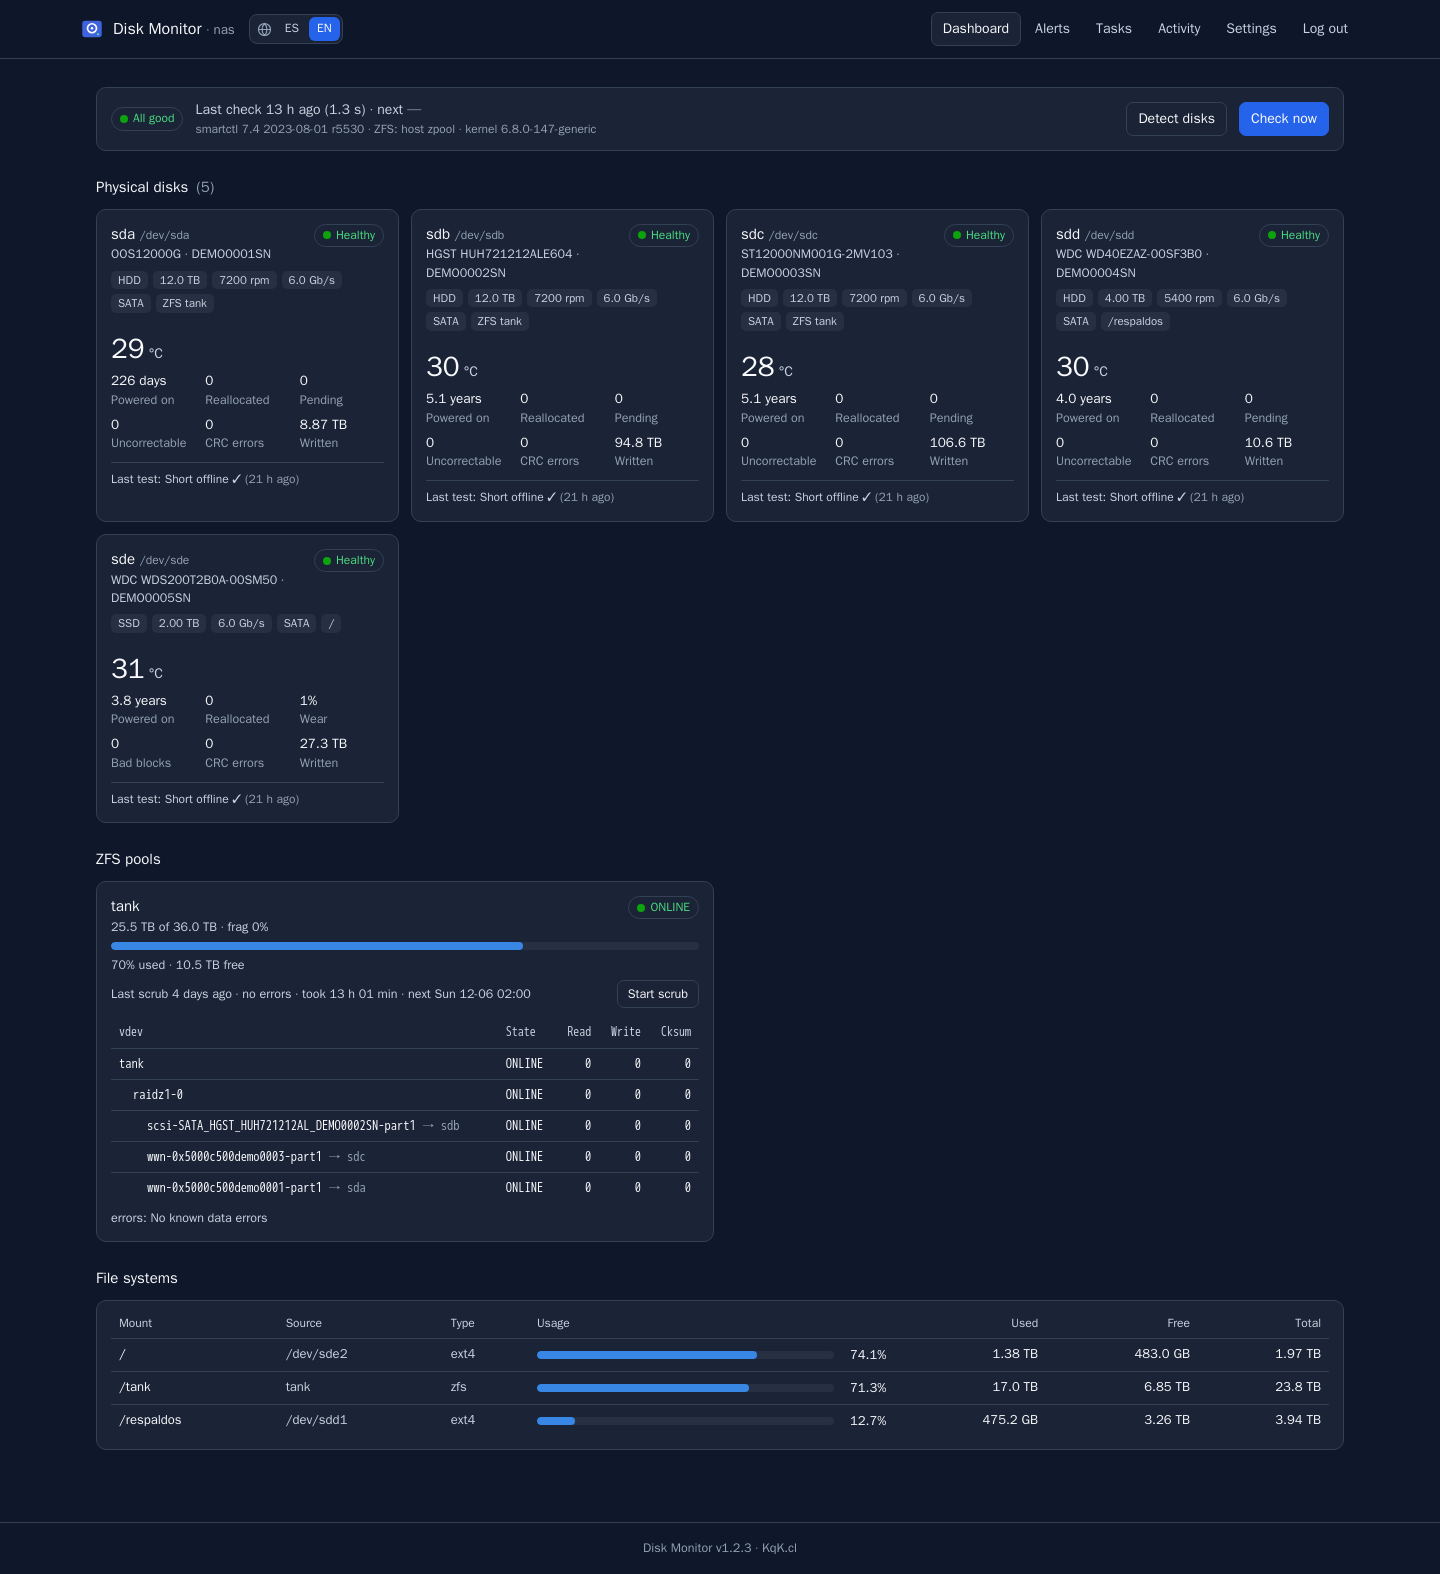 Disk Monitor · nas ES EN Dashboard Alerts Tasks Activity Settings Log out
All good Last check 13 h ago (1.3 s) · next — Detect disks Check now
smartctl 7.4 2023-08-01 r5530 · ZFS: host zpool · kernel 6.8.0-147-generic
Physical disks (5)
sda /dev/sda Healthy
OOS12000G · DEMO0001SN
HDD 12.0 TB 7200 rpm 6.0 Gb/s
SATA ZFS tank
29 °C
226 days 0 0
Powered on Reallocated Pending
0 0 8.87 TB
Uncorrectable CRC errors Written
Last test: Short offline ✓ (21 h ago)
sdb /dev/sdb Healthy
HGST HUH721212ALE604 ·
DEMO0002SN
HDD 12.0 TB 7200 rpm 6.0 Gb/s
SATA ZFS tank
30 °C
5.1 years 0 0
Powered on Reallocated Pending
0 0 94.8 TB
Uncorrectable CRC errors Written
Last test: Short offline ✓ (21 h ago)
sdc /dev/sdc Healthy
ST12000NM001G-2MV103 ·
DEMO0003SN
HDD 12.0 TB 7200 rpm 6.0 Gb/s
SATA ZFS tank
28 °C
5.1 years 0 0
Powered on Reallocated Pending
0 0 106.6 TB
Uncorrectable CRC errors Written
Last test: Short offline ✓ (21 h ago)
sdd /dev/sdd Healthy
WDC WD40EZAZ-00SF3B0 ·
DEMO0004SN
HDD 4.00 TB 5400 rpm 6.0 Gb/s
SATA /respaldos
30 °C
4.0 years 0 0
Powered on Reallocated Pending
0 0 10.6 TB
Uncorrectable CRC errors Written
Last test: Short offline ✓ (21 h ago)
sde /dev/sde Healthy
WDC WDS200T2B0A-00SM50 ·
DEMO0005SN
SSD 2.00 TB 6.0 Gb/s SATA /
31 °C
3.8 years 0 1%
Powered on Reallocated Wear
0 0 27.3 TB
Bad blocks CRC errors Written
Last test: Short offline ✓ (21 h ago)
ZFS pools
tank ONLINE
25.5 TB of 36.0 TB · frag 0%
70% used · 10.5 TB free
Last scrub 4 days ago · no errors · took 13 h 01 min · next Sun 12-06 02:00 Start scrub
vdev State Read Write Cksum
tank ONLINE 0 0 0
raidz1-0 ONLINE 0 0 0
scsi-SATA_HGST_HUH721212AL_DEMO0002SN-part1 → sdb ONLINE 0 0 0
wwn-0x5000c500demo0003-part1 → sdc ONLINE 0 0 0
wwn-0x5000c500demo0001-part1 → sda ONLINE 0 0 0
errors: No known data errors
File systems
Mount Source Type Usage Used Free Total
/ /dev/sde2 ext4 74.1% 1.38 TB 483.0 GB 1.97 TB
/tank tank zfs 71.3% 17.0 TB 6.85 TB 23.8 TB
/respaldos /dev/sdd1 ext4 12.7% 475.2 GB 3.26 TB 3.94 TB
Disk Monitor v1.2.3 · KqK.cl